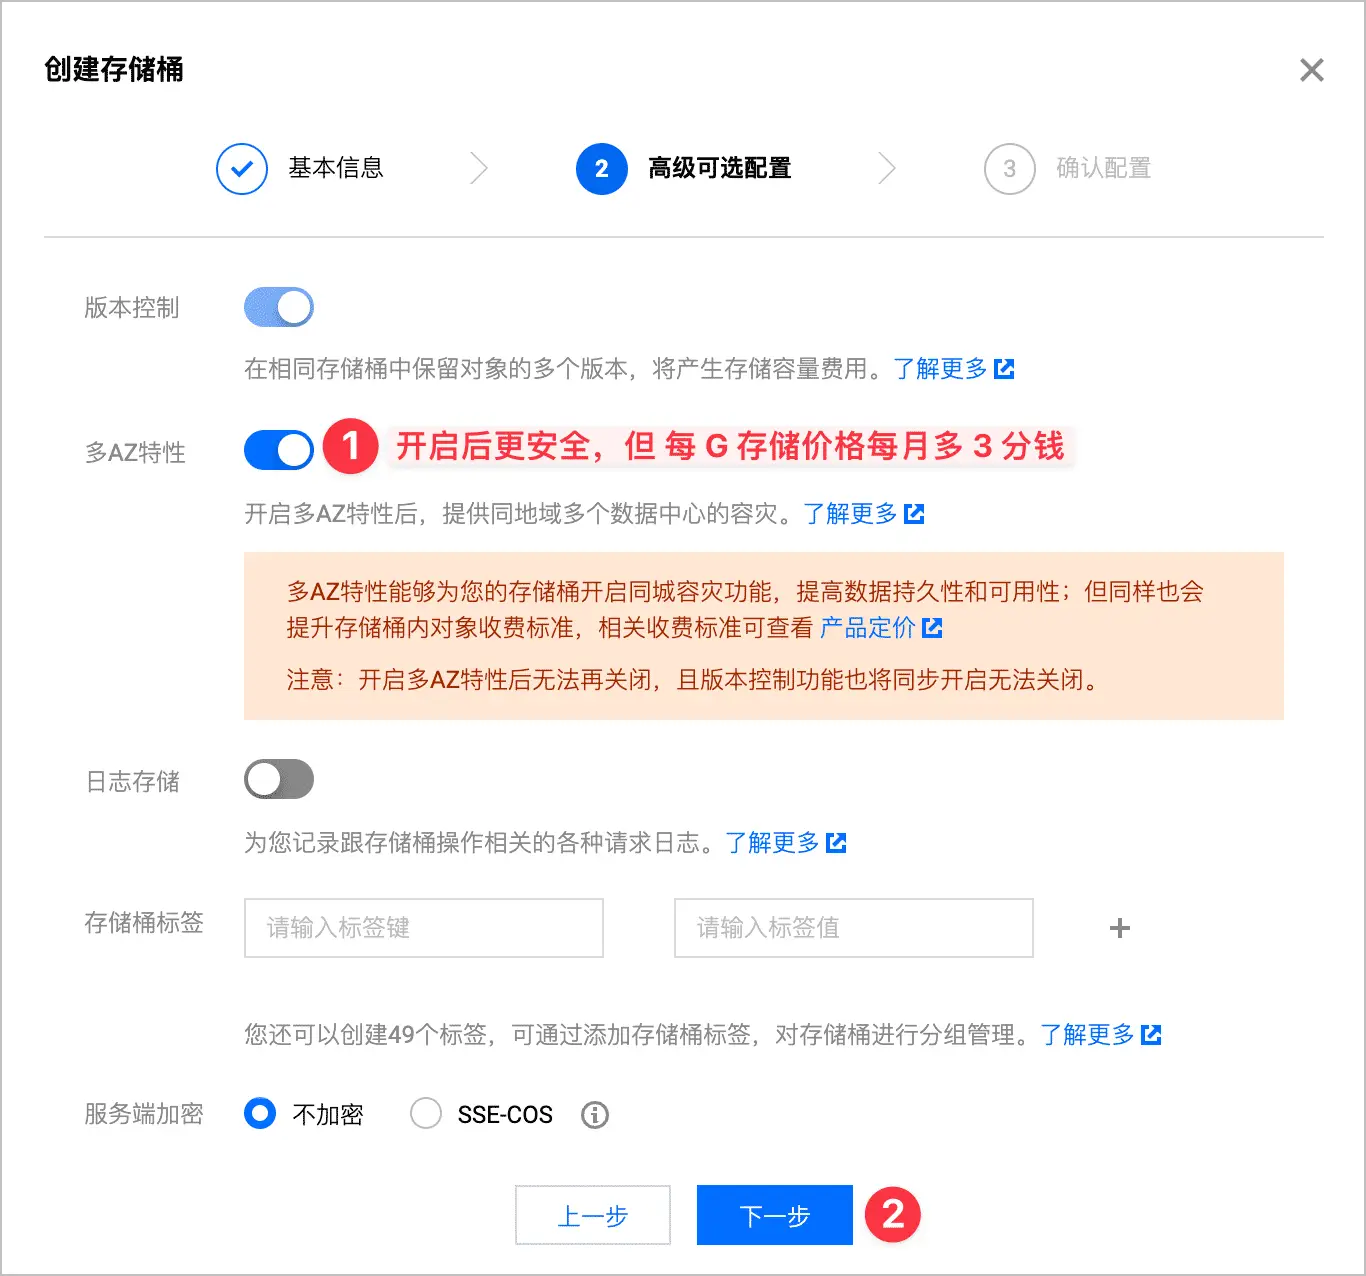 创建存储桶
基本信息
2 高级可选配置
3 确认配置
版本控制
在相同存储桶中保留对象的多个版本，将产生存储容量费用。了解更多
多AZ特性
1 开启后更安全，但 每 G 存储价格每月多 3 分钱
开启多AZ特性后，提供同地域多个数据中心的容灾。了解更多
多AZ特性能够为您的存储桶开启同城容灾功能，提高数据持久性和可用性；但同样也会
提升存储桶内对象收费标准，相关收费标准可查看 产品定价
注意：开启多AZ特性后无法再关闭，且版本控制功能也将同步开启无法关闭。
日志存储
为您记录跟存储桶操作相关的各种请求日志。了解更多
存储桶标签
请输入标签键
请输入标签值
您还可以创建49个标签，可通过添加存储桶标签，对存储桶进行分组管理。了解更多
服务端加密
不加密
SSE-COS
上一步
下一步
2